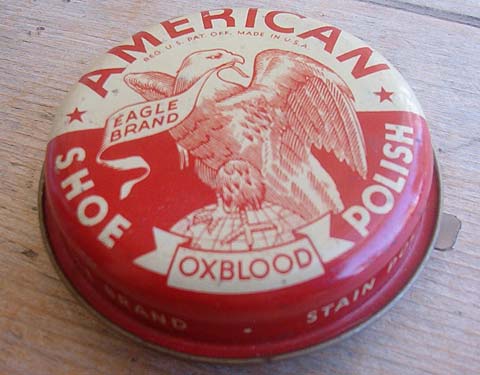 AMERICAN
REG. U.S. PAT. OFF. MADE IN U.S.A.
EAGLE
BRAND
SHOE
POLISH
OXBLOOD
BRAND
STAIN